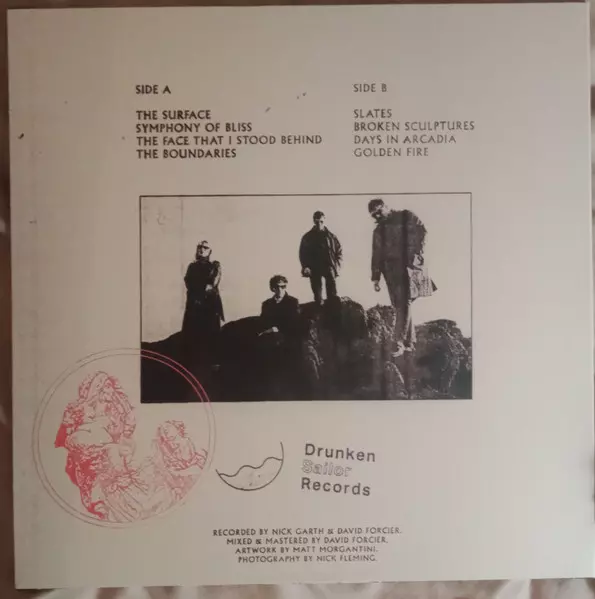 SIDE A
THE SURFACE
SYMPHONY OF BLISS
THE FACE THAT I STOOD BEHIND
THE BOUNDARIES
SIDE B
SLATES
BROKEN SCULPTURES
DAYS IN ARCADIA
GOLDEN FIRE
Drunken
Sailor
Records
RECORDED BY NICK GARTH & DAVID FORCIER.
MIXED & MASTERED BY DAVID FORCIER.
ARTWORK BY MATT MORGANTINI.
PHOTOGRAPHY BY NICK FLEMING.